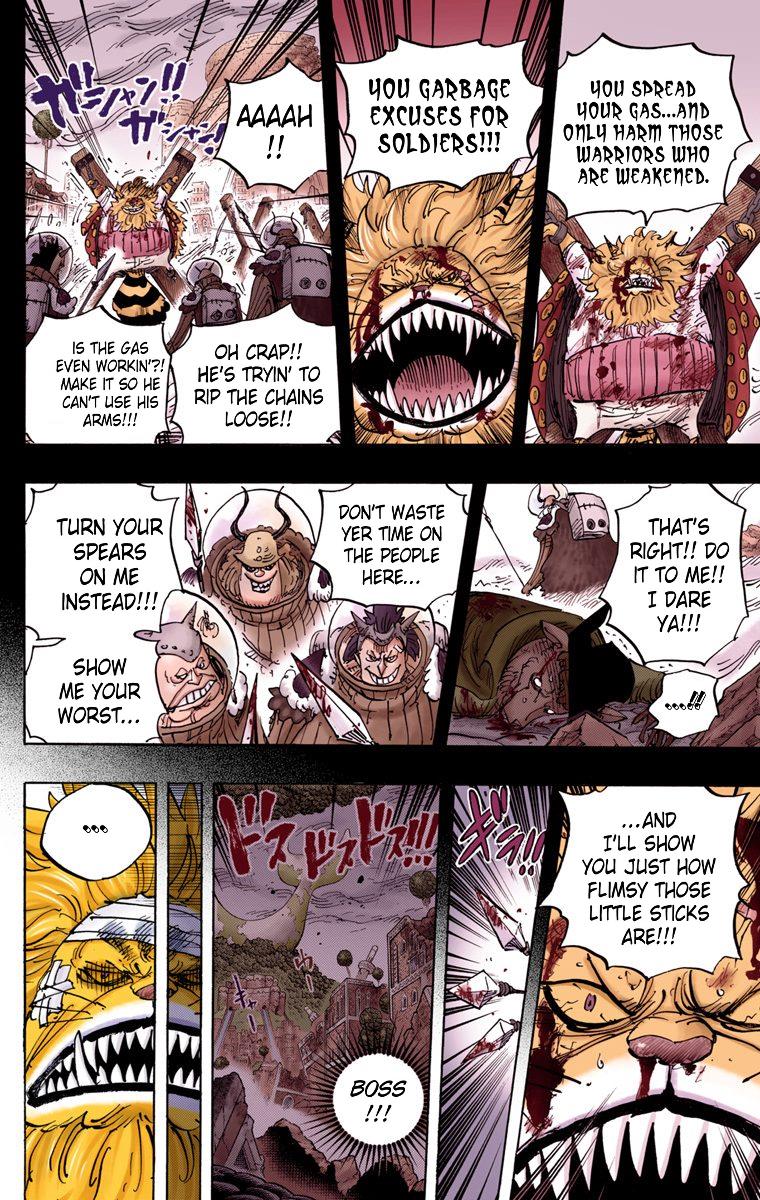 YOU SPREAD
YOUR GAS...AND
ONLY HARM THOSE
WARRIORS WHO
ARE WEAKENED.
YOU GARBAGE
EXCUSES FOR
SOLDIERS!!!
AAAAH
!!
ガシャン!!
ガシャン!!
OH CRAP!!
HE'S TRYIN' TO
RIP THE CHAINS
LOOSE!!
IS THE GAS
EVEN WORKIN'?!
MAKE IT SO HE
CAN'T USE HIS
ARMS!!!
THAT'S
RIGHT!! DO
IT TO ME!!
I DARE
YA!!!
...!!
DON'T WASTE
YER TIME ON
THE PEOPLE
HERE...
TURN YOUR
SPEARS
ON ME
INSTEAD!!!
SHOW
ME YOUR
WORST...
...AND
I'LL SHOW
YOU JUST HOW
FLIMSY THOSE
LITTLE STICKS
ARE!!!
ギラ!!
ドス
ドスドス!!!
BOSS
!!!
...